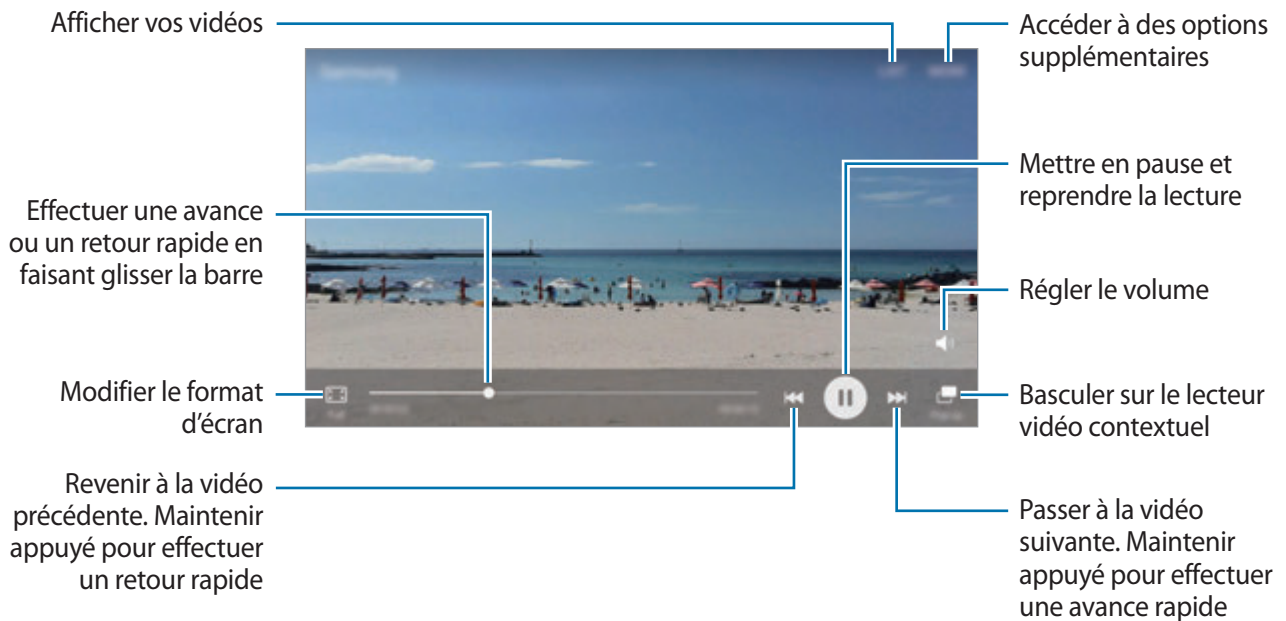 Afficher vos vidéos
Accéder à des options
supplémentaires
Mettre en pause et
reprendre la lecture
Effectuer une avance
ou un retour rapide en
faisant glisser la barre
Régler le volume
Modifier le format
d'écran
Basculer sur le lecteur
vidéo contextuel
Revenir à la vidéo
précédente. Maintenir
appuyé pour effectuer
un retour rapide
Passer à la vidéo
suivante. Maintenir
appuyé pour effectuer
une avance rapide